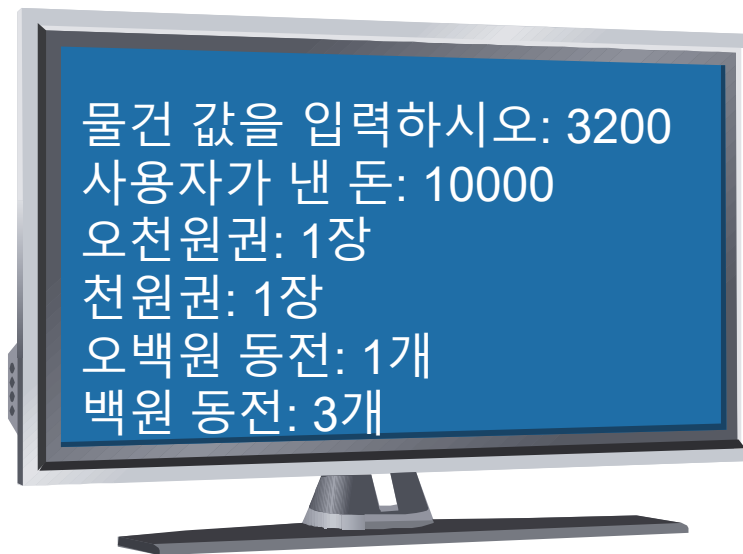 물건 값을 입력하시오: 3200
사용자가 낸 돈: 10000
오천원권: 1장
천원권: 1장
오백원 동전: 1개
백원 동전: 3개